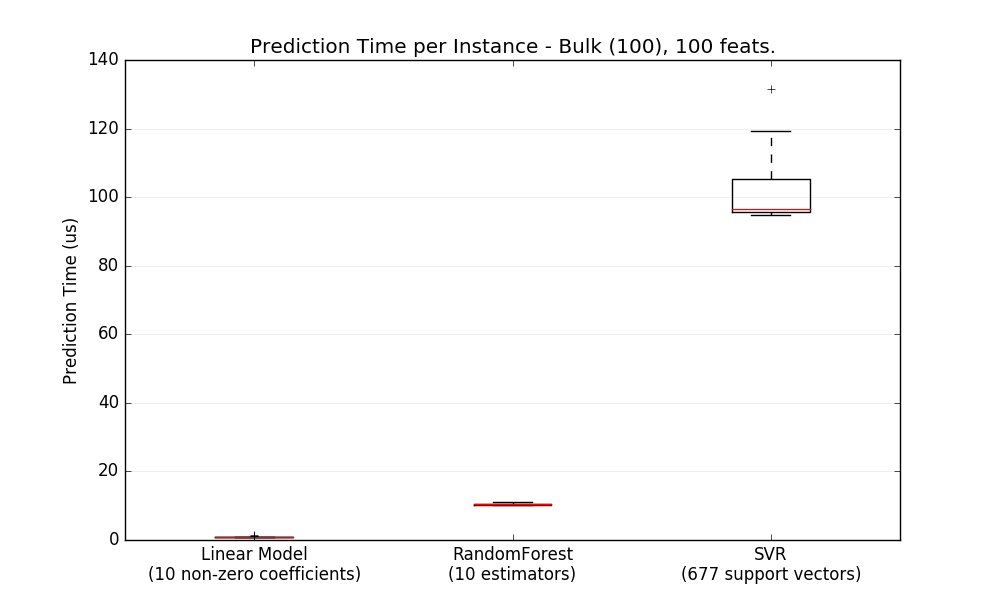 Prediction Time per Instance - Bulk (100), 100 feats.
140
120
100
80
60
40
20
0
Prediction Time (us)
Linear Model
(10 non-zero coefficients)
RandomForest
(10 estimators)
SVR
(677 support vectors)